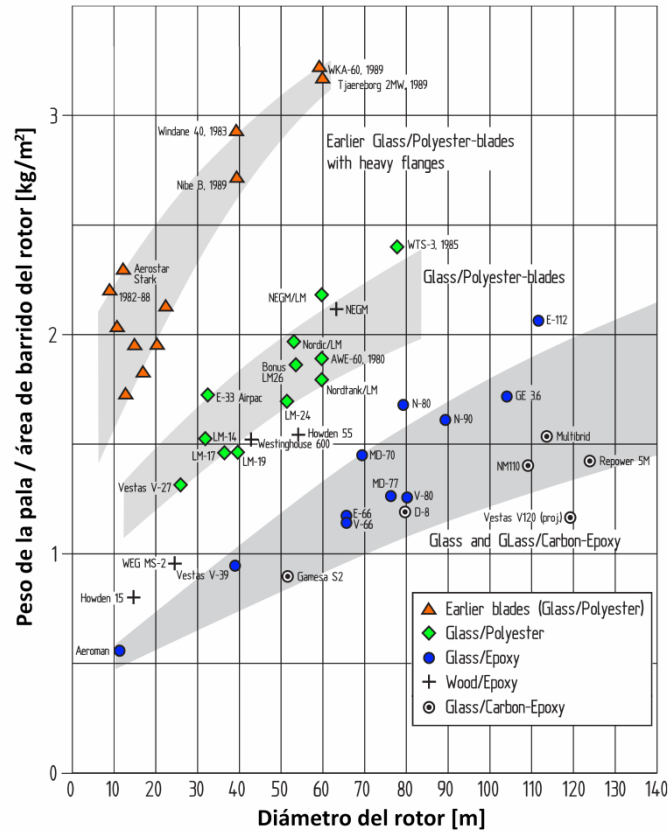 Peso de la pala / área de barrido del rotor [kg/m²]
3
2
1
0
WKA-60, 1989
Tjaereborg 2MW, 1989
Windane 40, 1983
Earlier Glass/Polyester-blades
with heavy flanges
Nibe B, 1989
WTS-3, 1985
Aerostar
Stark
1982-88
Glass/Polyester-blades
NEGM/LM
NEGM
E-112
Nordic/LM
Bonus
LM26
AWE-60, 1980
Nordtank/LM
E-33 Airpac
LM-24
N-80
GE 3.6
N-90
LM-14
Howden 55
Westinghouse 600
Multibrid
LM-17
LM-19
MD-70
NM110
Repower 5M
Vestas V-27
MD-77
V-80
D-8
E-66
V-66
Vestas V120 (proj.)
Glass and GLass/Carbon-Epoxy
WEG MS-2
Vestas V-39
Gamesa S2
Howden 15
Aeroman
Earlier blades (Glass/Polyester)
Glass/Polyester
Glass/Epoxy
Wood/Epoxy
Glass/Carbon-Epoxy
0 10 20 30 40 50 60 70 80 90 100 110 120 130 140
Diámetro del rotor [m]